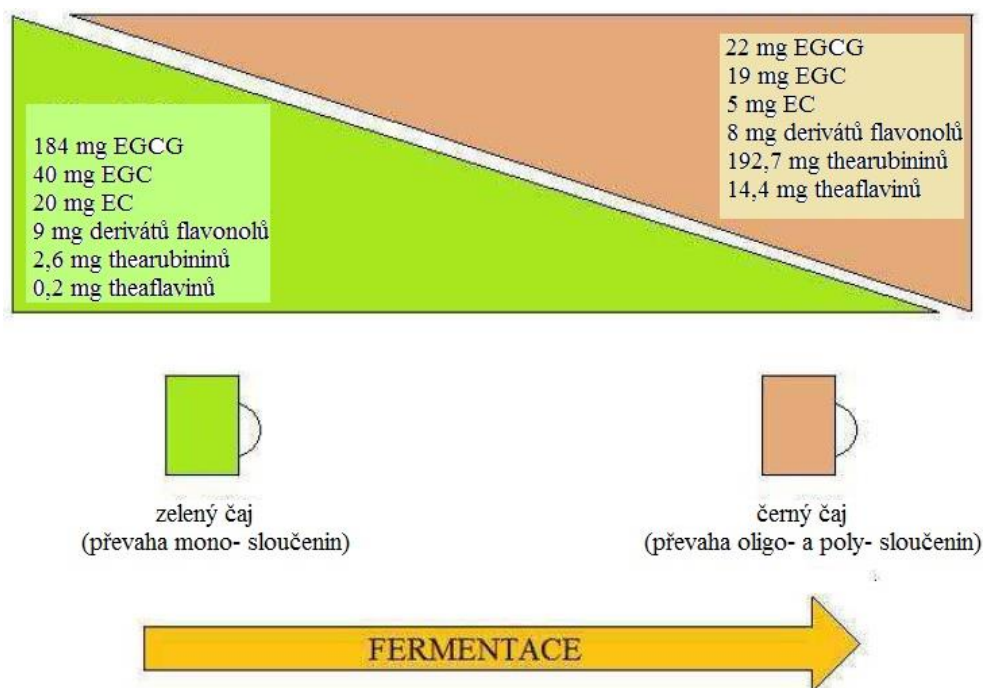 22 mg EGCG
19 mg EGC
5 mg EC
8 mg derivátů flavonolů
192,7 mg thearubininů
14,4 mg theaflavinů
184 mg EGCG
40 mg EGC
20 mg EC
9 mg derivátů flavonolů
2,6 mg thearubininů
0,2 mg theaflavinů
zelený čaj
(převaha mono- sloučenin)
černý čaj
(převaha oligo- a poly- sloučenin)
FERMENTACE